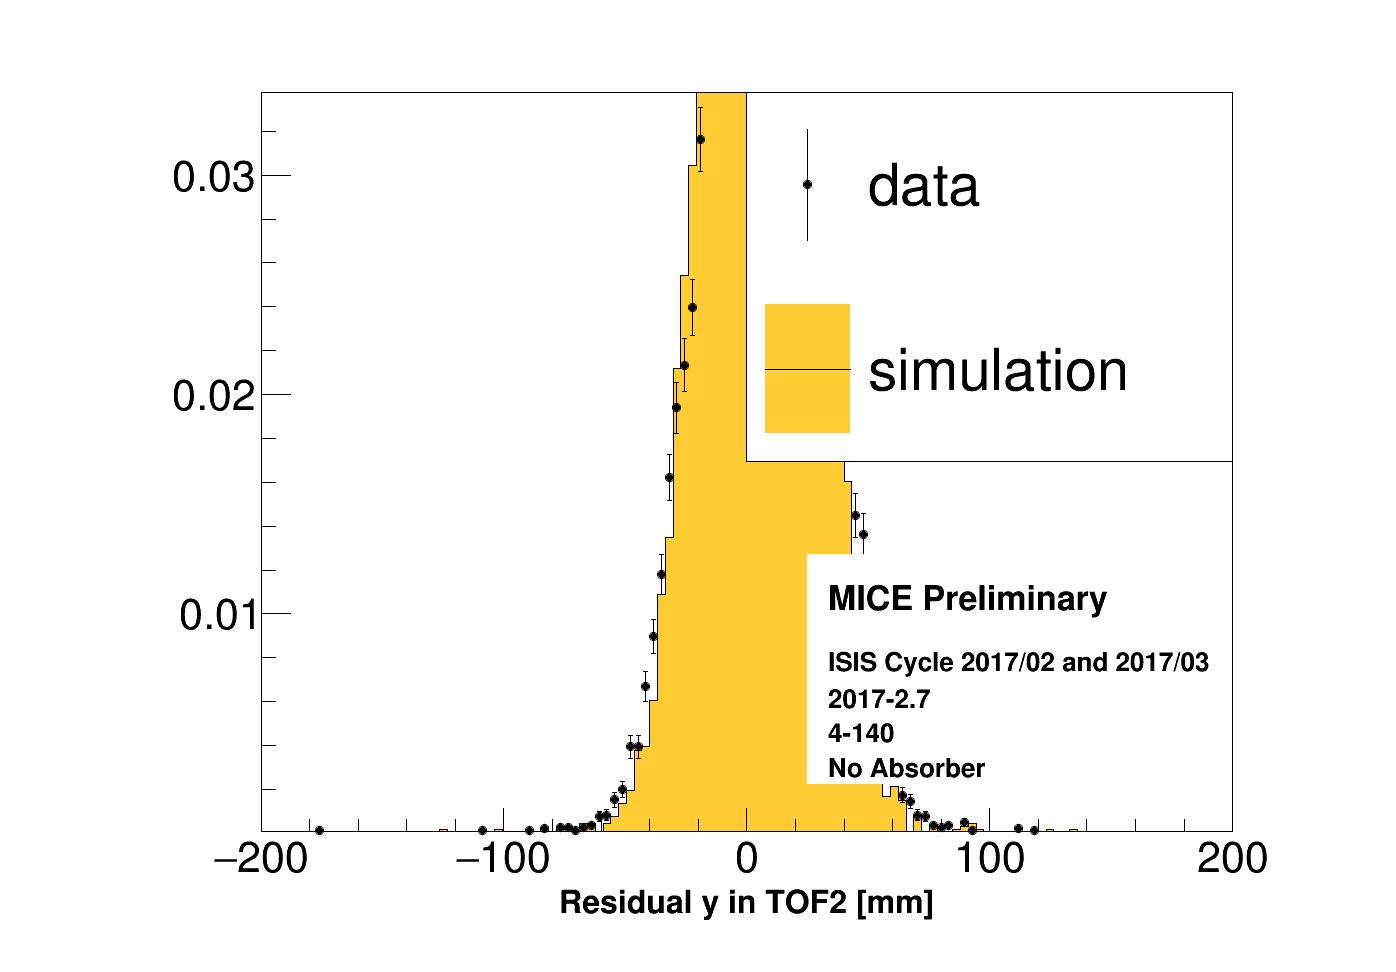 0.03
0.02
0.01
data
simulation
MICE Preliminary
ISIS Cycle 2017/02 and 2017/03
2017-2.7
4-140
No Absorber
−200 −100 0 100 200
Residual y in TOF2 [mm]